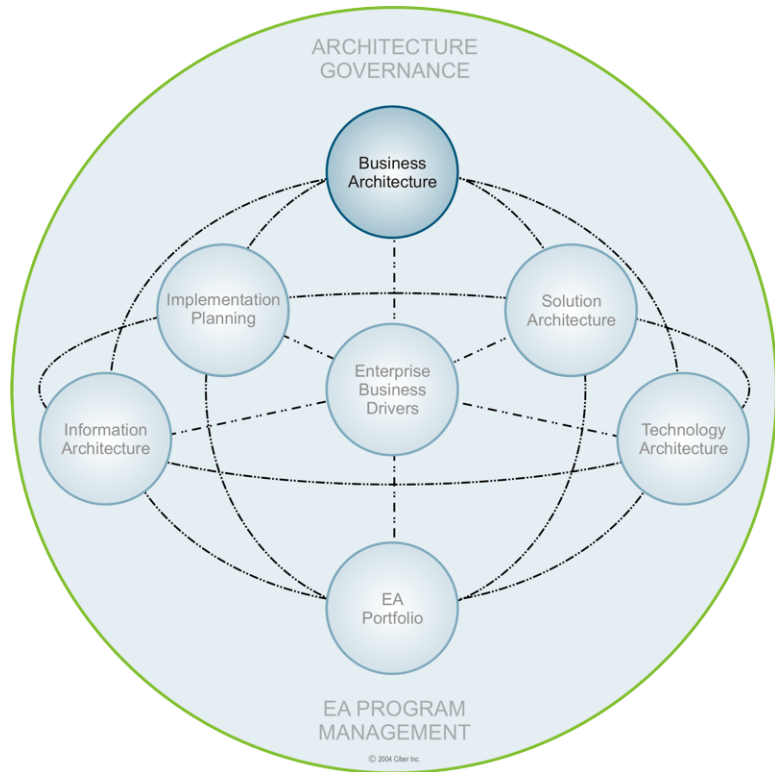 ARCHITECTURE
GOVERNANCE
Business
Architecture
Implementation
Planning
Solution
Architecture
Enterprise
Business
Drivers
Information
Architecture
Technology
Architecture
EA
Portfolio
EA PROGRAM
MANAGEMENT
© 2004 Ciber Inc.